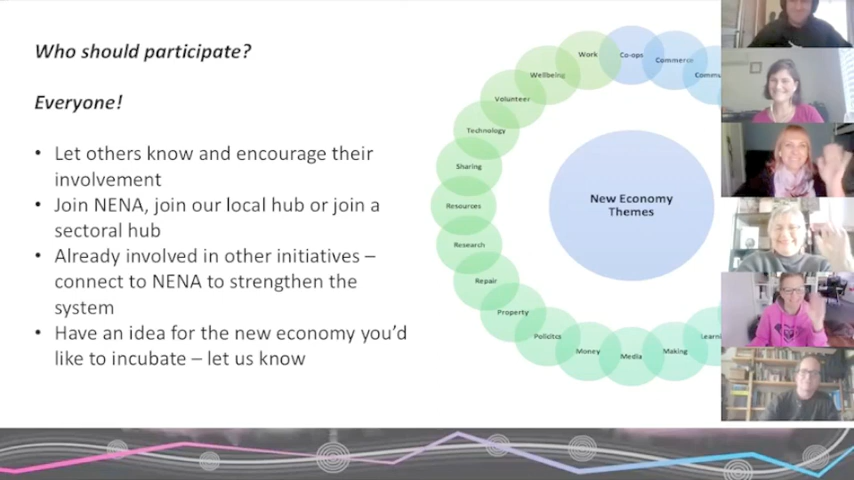 Who should participate?
Everyone!
• Let others know and encourage their
involvement
• Join NENA, join our local hub or join a
sectoral hub
• Already involved in other initiatives –
connect to NENA to strengthen the
system
• Have an idea for the new economy you'd
like to incubate – let us know
New Economy
Themes
Co-ops
Commerce
Commu
Learni
Making
Media
Money
Policitcs
Property
Repair
Research
Resources
Sharing
Technology
Volunteer
Wellbeing
Work